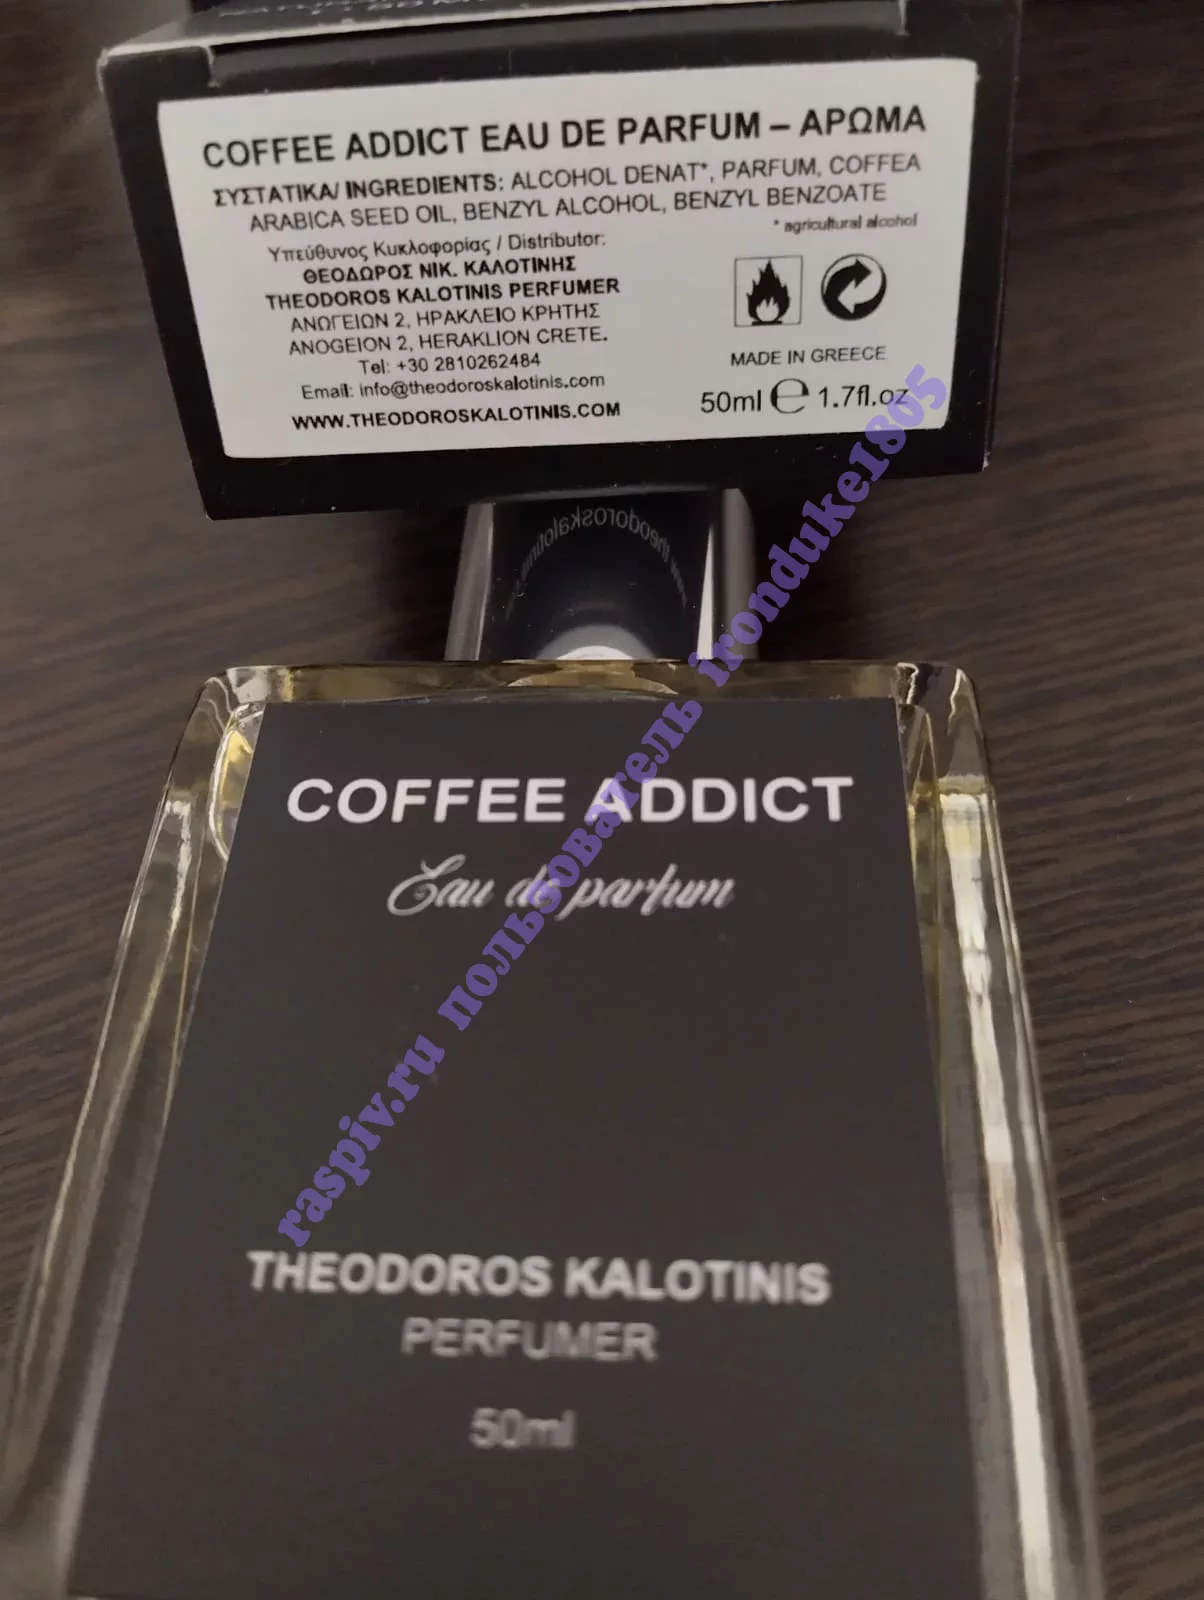 COFFEE ADDICT EAU DE PARFUM – ΑΡΩΜΑ
ΣΥΣΤΑΤΙΚΑ/ INGREDIENTS: ALCOHOL DENAT*, PARFUM, COFFEA
ARABICA SEED OIL, BENZYL ALCOHOL, BENZYL BENZOATE
* agricultural alcohol
Υπεύθυνος Κυκλοφορίας / Distributor:
ΘΕΟΔΩΡΟΣ ΝΙΚ. ΚΑΛΟΤΙΝΗΣ
THEODOROS KALOTINIS PERFUMER
ΑΝΩΓΕΙΩΝ 2, ΗΡΑΚΛΕΙΟ ΚΡΗΤΗΣ
ANOGEION 2, HERAKLION CRETE.
Tel: +30 2810262484
Email: info@theodoroskalotinis.com
WWW.THEODOROSKALOTINIS.COM
MADE IN GREECE
50ml ℮ 1.7fl.oz
www.theodoroskalotinis
COFFEE ADDICT
Eau de parfum
THEODOROS KALOTINIS
PERFUMER
50ml
raspiv.ru пользователь ironduke1805